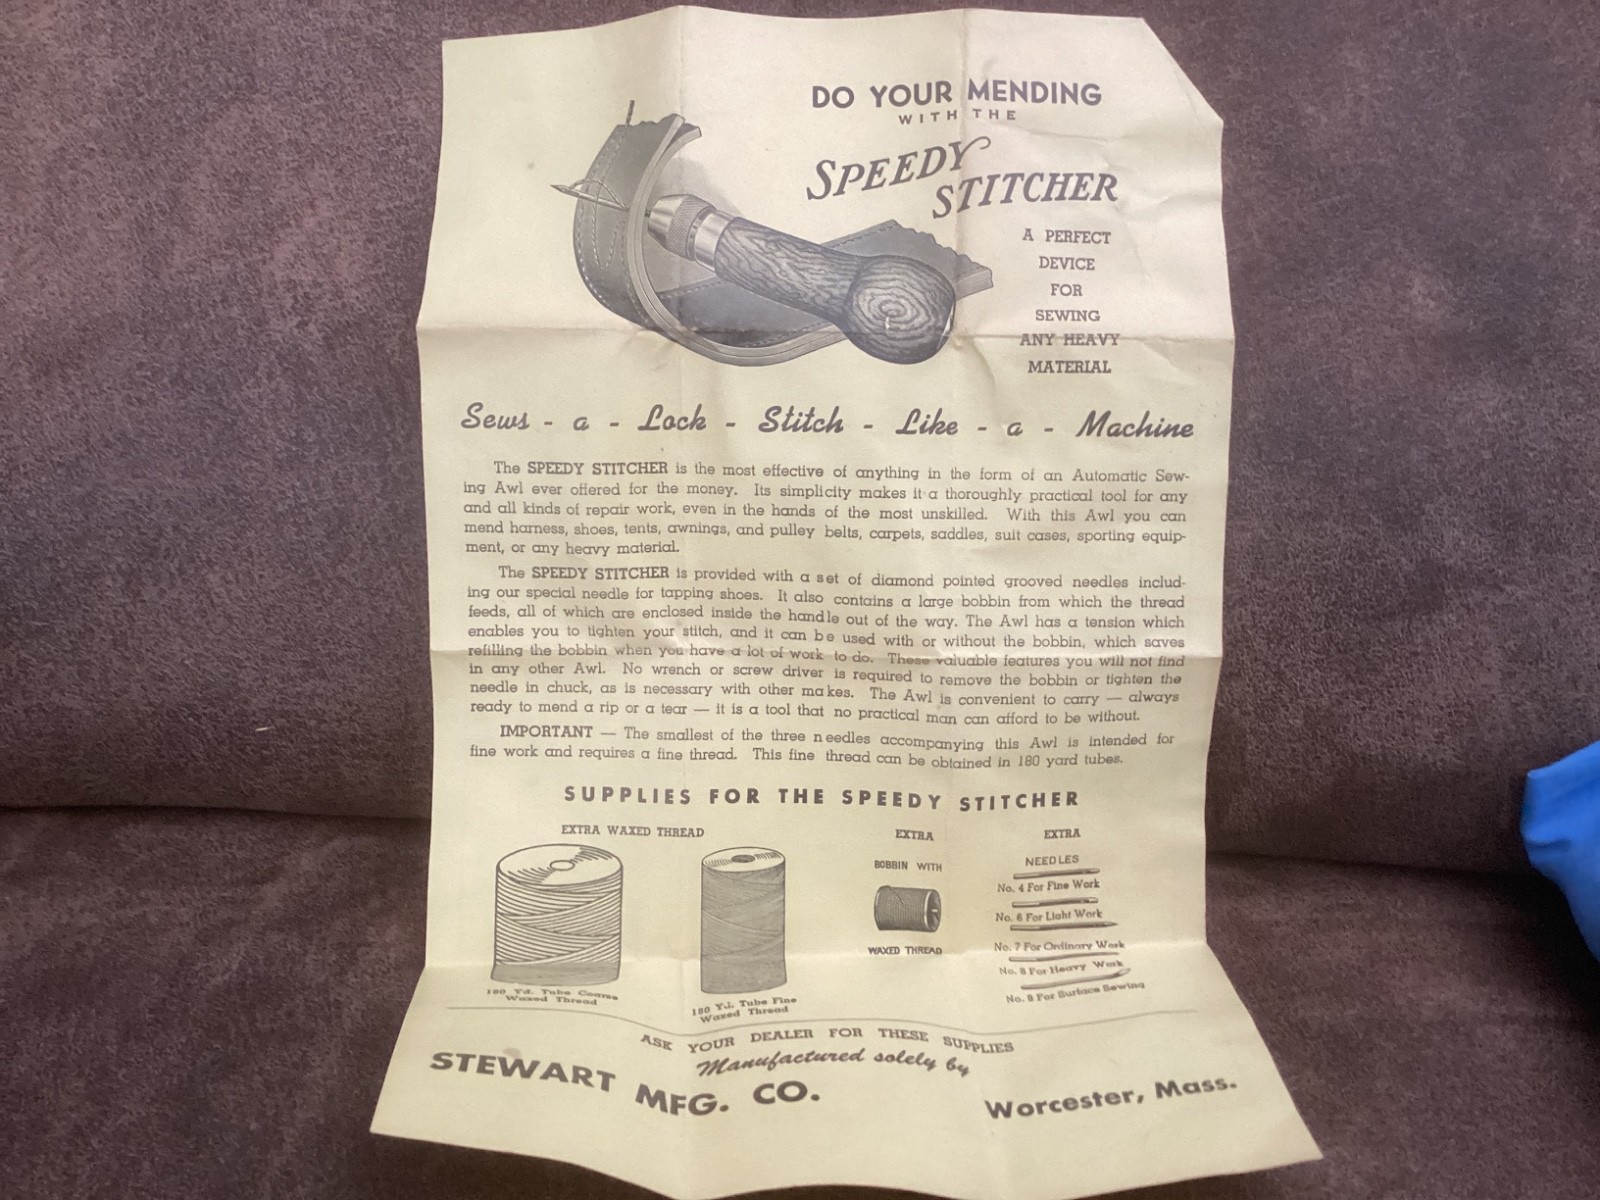 DO YOUR MENDING
WITH THE
SPEEDY
STITCHER
A PERFECT
DEVICE
FOR
SEWING
ANY HEAVY
MATERIAL
Sews - a - Lock - Stitch - Like - a - Machine
The SPEEDY STITCHER is the most effective of anything in the form of an Automatic Sew-
ing Awl ever offered for the money. Its simplicity makes it a thoroughly practical tool for any
and all kinds of repair work, even in the hands of the most unskilled. With this Awl you can
mend harness, shoes, tents, awnings, and pulley belts, carpets, saddles, suit cases, sporting equip-
ment, or any heavy material.
The SPEEDY STITCHER is provided with a set of diamond pointed grooved needles includ-
ing our special needle for tapping shoes. It also contains a large bobbin from which the thread
feeds, all of which are enclosed inside the handle out of the way. The Awl has a tension which
enables you to tighten your stitch, and it can be used with or without the bobbin, which saves
refilling the bobbin when you have a lot of work to do. These valuable features you will not find
in any other Awl. No wrench or screw driver is required to remove the bobbin or tighten the
needle in chuck, as is necessary with other makes. The Awl is convenient to carry — always
ready to mend a rip or a tear — it is a tool that no practical man can afford to be without.
IMPORTANT — The smallest of the three needles accompanying this Awl is intended for
fine work and requires a fine thread. This fine thread can be obtained in 180 yard tubes.
SUPPLIES FOR THE SPEEDY STITCHER
EXTRA WAXED THREAD
180 Yd. Tube Coarse
Waxed Thread
180 Yd. Tube Fine
Waxed Thread
EXTRA
BOBBIN WITH
WAXED THREAD
EXTRA
NEEDLES
No. 4 For Fine Work
No. 6 For Light Work
No. 7 For Ordinary Work
No. 8 For Heavy Work
No. 8 For Surface Sewing
ASK YOUR DEALER FOR THESE SUPPLIES
Manufactured solely by
STEWART MFG. CO.
Worcester, Mass.